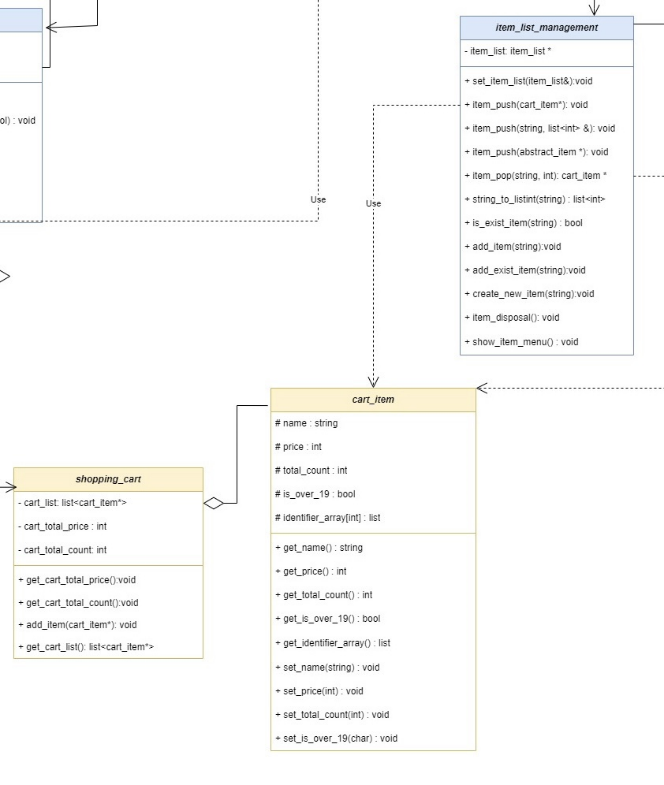 ol) : void
Use
Use
item_list_management
- item_list: item_list *
+ set_item_list(item_list&):void
+ item_push(cart_item*): void
+ item_push(string, list<int> &): void
+ item_push(abstract_item *): void
+ item_pop(string, int): cart_item *
+ string_to_listint(string) : list<int>
+ is_exist_item(string) : bool
+ add_item(string):void
+ add_exist_item(string):void
+ create_new_item(string):void
+ item_disposal(): void
+ show_item_menu() : void
cart_item
# name : string
# price : int
# total_count : int
# is_over_19 : bool
# identifier_array[int] : list
+ get_name() : string
+ get_price() : int
+ get_total_count() : int
+ get_is_over_19() : bool
+ get_identifier_array() : list
+ set_name(string) : void
+ set_price(int) : void
+ set_total_count(int) : void
+ set_is_over_19(char) : void
shopping_cart
- cart_list: list<cart_item*>
- cart_total_price : int
- cart_total_count: int
+ get_cart_total_price():void
+ get_cart_total_count():void
+ add_item(cart_item*): void
+ get_cart_list(): list<cart_item*>